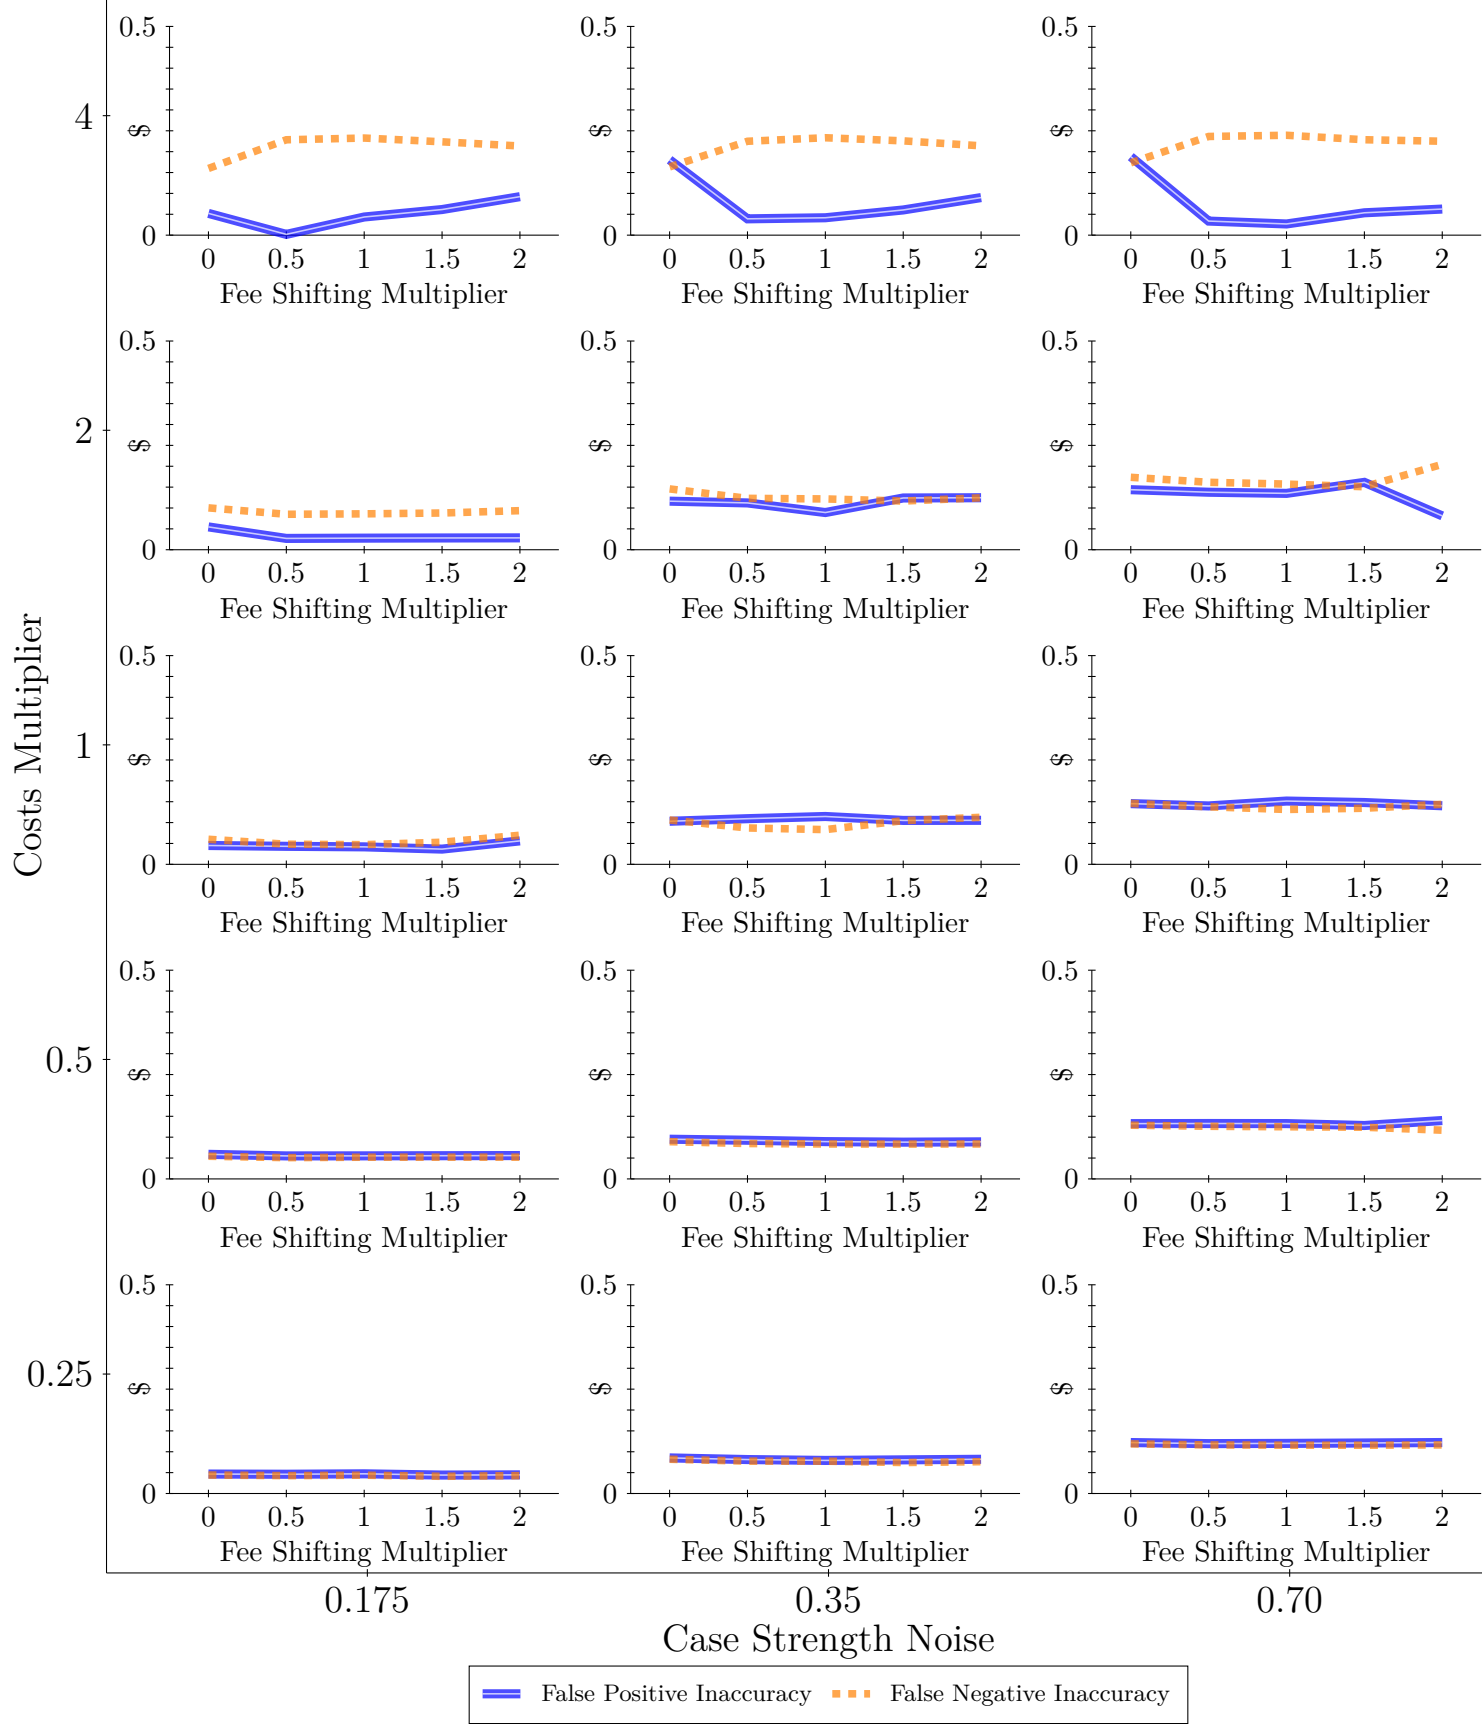 Costs Multiplier
4
0.5
$
0
0 0.5 1 1.5 2
Fee Shifting Multiplier
0.5
$
0
0 0.5 1 1.5 2
Fee Shifting Multiplier
0.5
$
0
0 0.5 1 1.5 2
Fee Shifting Multiplier
2
0.5
$
0
0 0.5 1 1.5 2
Fee Shifting Multiplier
0.5
$
0
0 0.5 1 1.5 2
Fee Shifting Multiplier
0.5
$
0
0 0.5 1 1.5 2
Fee Shifting Multiplier
1
0.5
$
0
0 0.5 1 1.5 2
Fee Shifting Multiplier
0.5
$
0
0 0.5 1 1.5 2
Fee Shifting Multiplier
0.5
$
0
0 0.5 1 1.5 2
Fee Shifting Multiplier
0.5
0.5
$
0
0 0.5 1 1.5 2
Fee Shifting Multiplier
0.5
$
0
0 0.5 1 1.5 2
Fee Shifting Multiplier
0.5
$
0
0 0.5 1 1.5 2
Fee Shifting Multiplier
0.25
0.5
$
0
0 0.5 1 1.5 2
Fee Shifting Multiplier
0.5
$
0
0 0.5 1 1.5 2
Fee Shifting Multiplier
0.5
$
0
0 0.5 1 1.5 2
Fee Shifting Multiplier
0.175 0.35 0.70
Case Strength Noise
False Positive Inaccuracy False Negative Inaccuracy